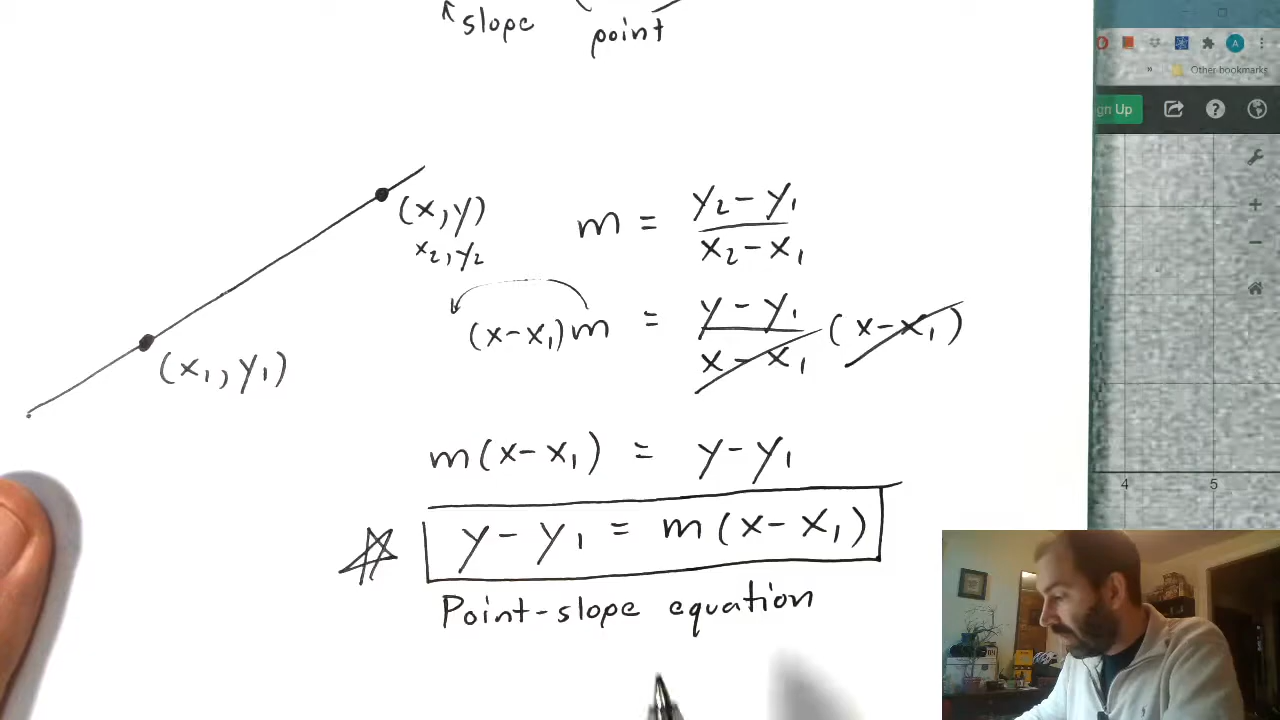 slope
point
Other bookmarks
A
gn Up
(x,y)
x₂,y₂
m = y₂-y₁ / x₂-x₁
(x-x₁)m = y-y₁ / x-x₁ (x-x₁)
(x₁,y₁)
m(x-x₁) = y-y₁
4 5
y-y₁ = m(x-x₁)
Point-slope equation